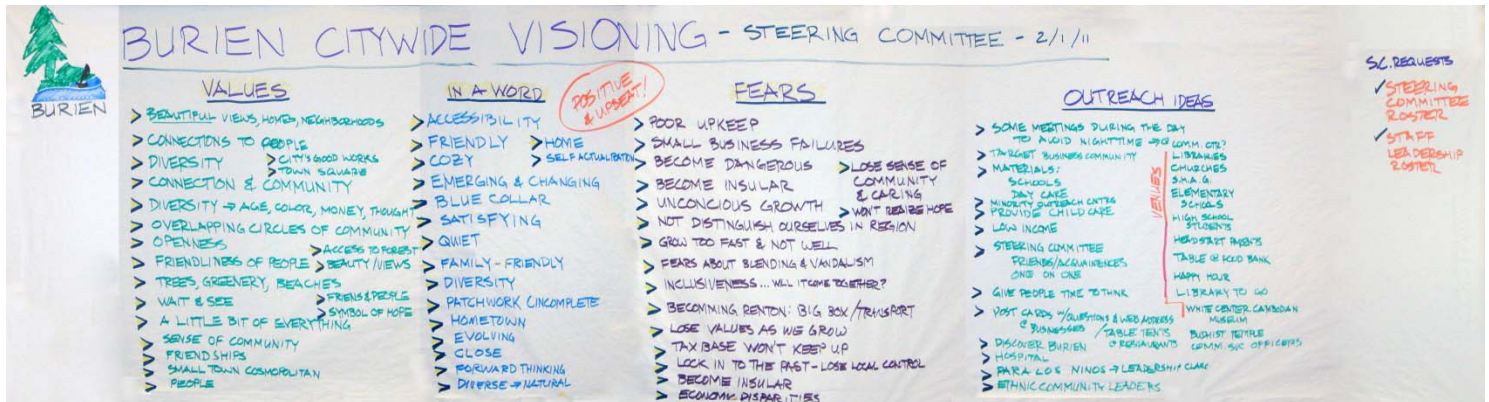 BURIEN CITYWIDE VISIONING - STEERING COMMITTEE - 2/1/11
BURIEN
VALUES
> BEAUTIFUL VIEWS, HOMES, NEIGHBORHOODS
> CONNECTIONS TO PEOPLE
> DIVERSITY
> CITY'S GOOD WORKS
> TOWN SQUARE
> CONNECTION & COMMUNITY
> DIVERSITY → AGE, COLOR, MONEY, THOUGHT
> OVERLAPPING CIRCLES OF COMMUNITY
> OPENNESS
> ACCESS TO FOREST
> FRIENDLINESS OF PEOPLE
> BEAUTY/VIEWS
> TREES, GREENERY, BEACHES
> WAIT & SEE
> FRIENS & PEOPLE
> SYMBOL OF HOPE
> A LITTLE BIT OF EVERYTHING
> SENSE OF COMMUNITY
> FRIENDSHIPS
> SMALL TOWN COSMOPOLITAN
> PEOPLE
IN A WORD
POSITIVE
& UPBEAT!
> ACCESSIBILITY
> FRIENDLY
> HOME
> COZY
> SELF ACTUALIZATION
> EMERGING & CHANGING
> BLUE COLLAR
> SATISFYING
> QUIET
> FAMILY-FRIENDLY
> DIVERSITY
> PATCHWORK (INCOMPLETE
> HOMETOWN
> EVOLVING
> CLOSE
> FORWARD THINKING
> DIVERSE → NATURAL
FEARS
> POOR UPKEEP
> SMALL BUSINESS FAILURES
> BECOME DANGEROUS
> LOSE SENSE OF
COMMUNITY
& CARING
> BECOME INSULAR
> UNCONCIOUS GROWTH
> WON'T REALIZE HOPE
> NOT DISTINGUISH OURSELVES IN REGION
> GROW TOO FAST & NOT WELL
> FEARS ABOUT BLENDING & VANDALISM
> INCLUSIVENESS... WILL IT COME TOGETHER?
> BECOMMING RENTON: BIG BOX/TRANSPORT
> LOSE VALUES AS WE GROW
> TAX BASE WON'T KEEP UP
> LOCK IN TO THE PAST - LOSE LOCAL CONTROL
> BECOME INSULAR
> ECONOMY DISPARITIES
OUTREACH IDEAS
> SOME MEETINGS DURING THE DAY
TO AVOID NIGHTTIME
> TARGET BUSINESS COMMUNITY
> MATERIALS:
SCHOOLS
DAY CARE
> MINORITY OUTREACH CNTRS
> PROVIDE CHILD CARE
> LOW INCOME
> STEERING COMMITTEE
FRIENDS/ACQUAINENCES
ONE ON ONE
> GIVE PEOPLE TIME TO THINK
> POST CARDS W/QUESTIONS & WEB ADDRESS
@ BUSINESSES / TABLE TENTS
@ RESTAURANTS
> DISCOVER BURIEN
> HOSPITAL
> PARA LOS NINOS → LEADERSHIP CLASS
> ETHNIC COMMUNITY LEADERS
VENUES
COMM. CTR?
LIBRARIES
CHURCHES
S.H.A.G.
ELEMENTARY
SCHOOLS
HIGH SCHOOL
STUDENTS
HEADSTART PARENTS
TABLE @ FOOD BANK
HAPPY HOUR
LIBRARY TO GO
WHITE CENTER CAMBODIAN
MUSEUM
BUDHIST TEMPLE
COMM. OFFICERS
S.C. REQUESTS
✓ STEERING
COMMITTEE
ROSTER
✓ STAFF
LEADERSHIP
ROSTER